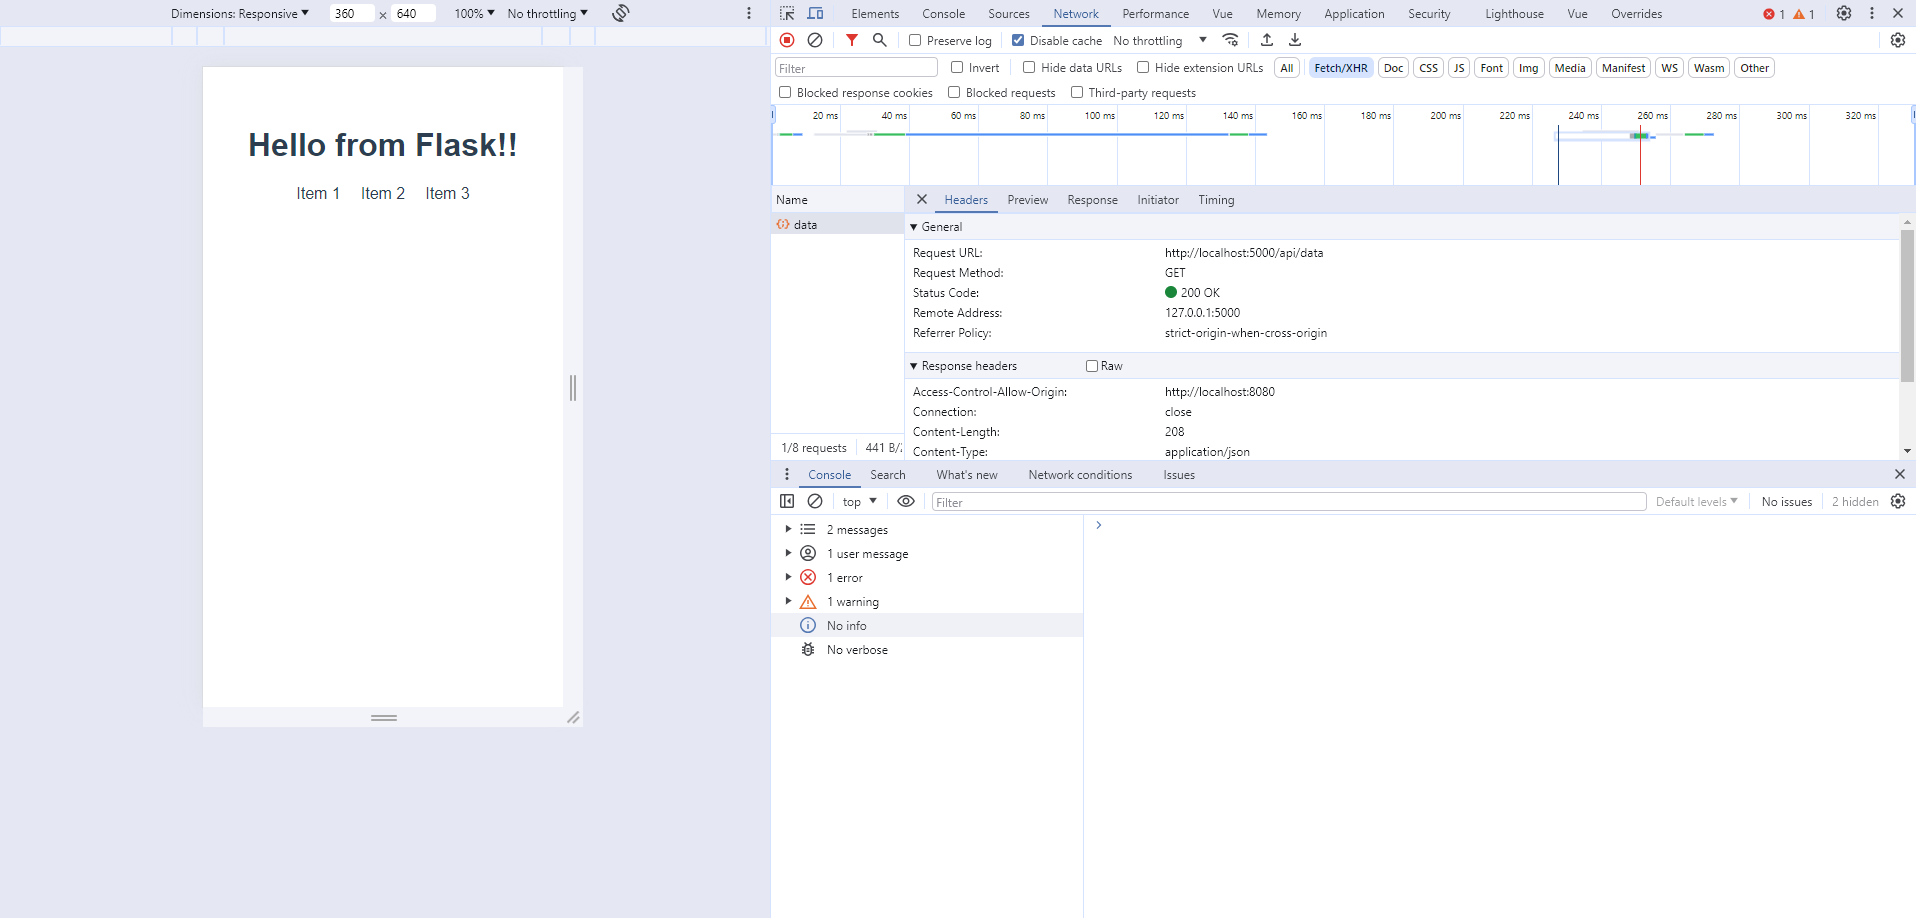 Dimensions: Responsive 360 × 640 100% No throttling
Elements Console Sources Network Performance Vue Memory Application Security Lighthouse Vue Overrides 1 1
Preserve log Disable cache No throttling
Filter Invert Hide data URLs Hide extension URLs All Fetch/XHR Doc CSS JS Font Img Media Manifest WS Wasm Other
Blocked response cookies Blocked requests Third-party requests
20 ms 40 ms 60 ms 80 ms 100 ms 120 ms 140 ms 160 ms 180 ms 200 ms 220 ms 240 ms 260 ms 280 ms 300 ms 320 ms
Hello from Flask!!
Item 1 Item 2 Item 3
Name
data
1/8 requests 441 B/
Headers Preview Response Initiator Timing
General
Request URL: http://localhost:5000/api/data
Request Method: GET
Status Code: 200 OK
Remote Address: 127.0.0.1:5000
Referrer Policy: strict-origin-when-cross-origin
Response headers Raw
Access-Control-Allow-Origin: http://localhost:8080
Connection: close
Content-Length: 208
Content-Type: application/json
Console Search What's new Network conditions Issues
top Filter Default levels No issues 2 hidden
2 messages
1 user message
1 error
1 warning
No info
No verbose